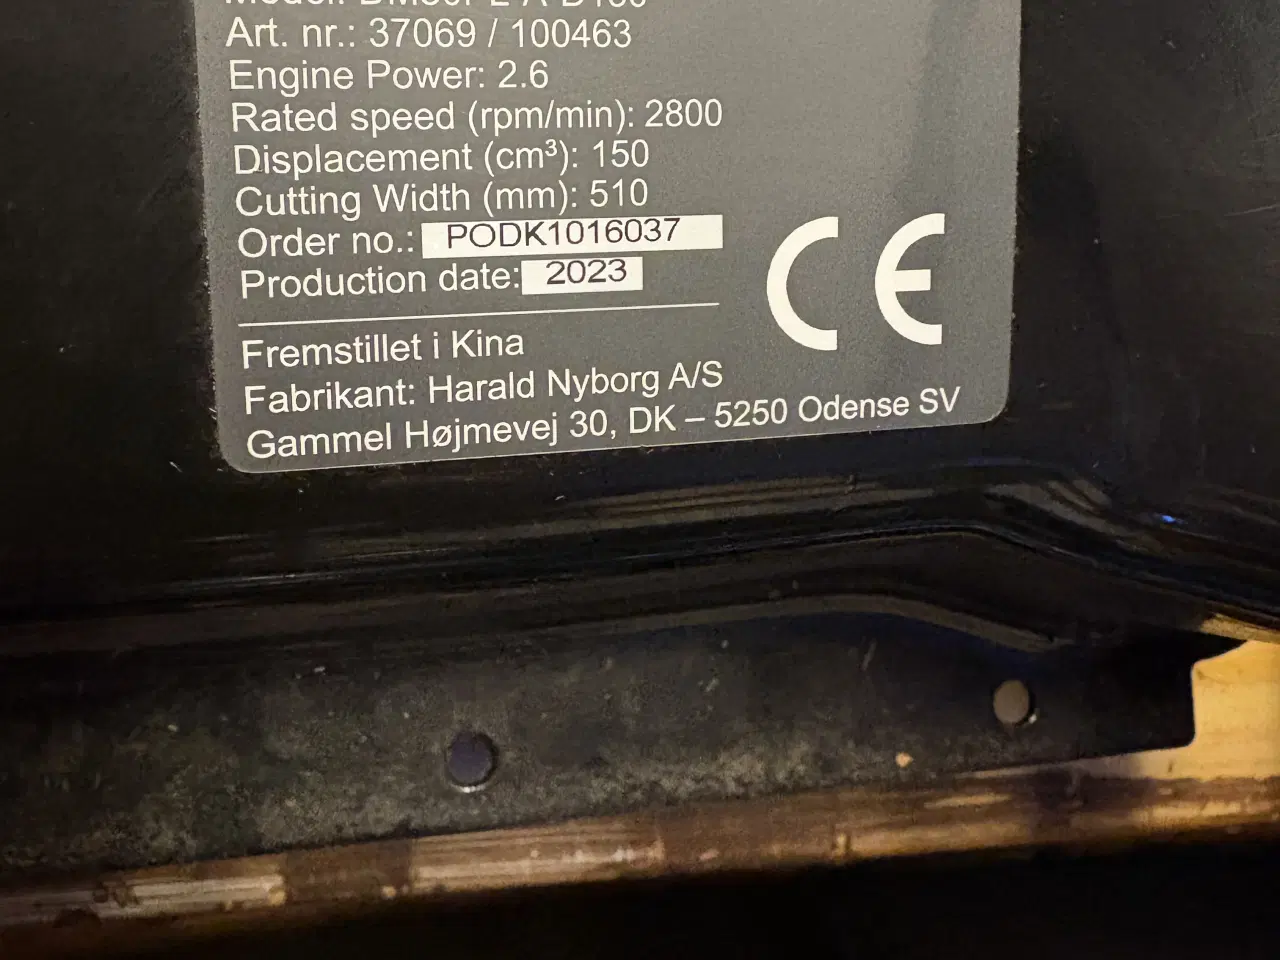 Model:
Art. nr.: 37069 / 100463
Engine Power: 2.6
Rated speed (rpm/min): 2800
Displacement (cm³): 150
Cutting Width (mm): 510
Order no.: PODK1016037
Production date: 2023
CE
Fremstillet i Kina
Fabrikant: Harald Nyborg A/S
Gammel Højmevej 30, DK – 5250 Odense SV